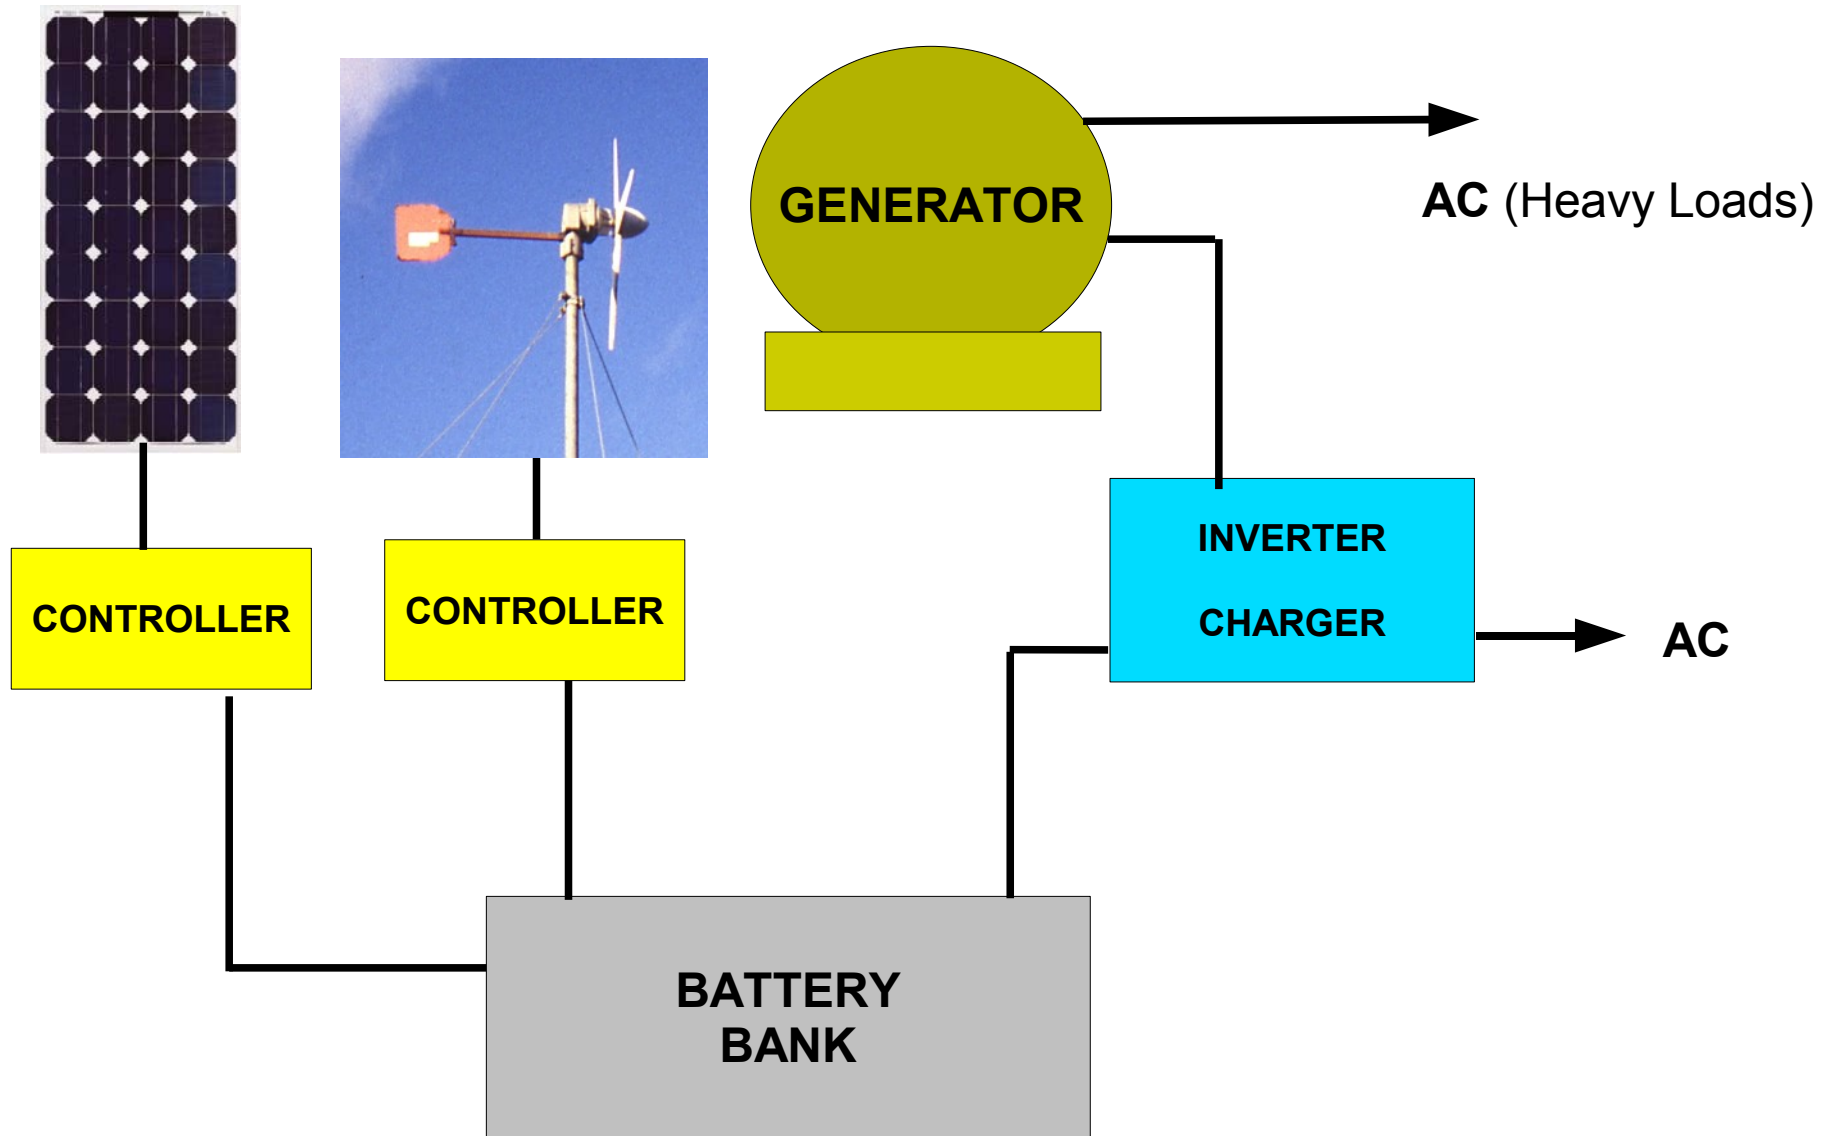 GENERATOR
AC (Heavy Loads)
INVERTER
CHARGER
CONTROLLER
CONTROLLER
AC
BATTERY
BANK